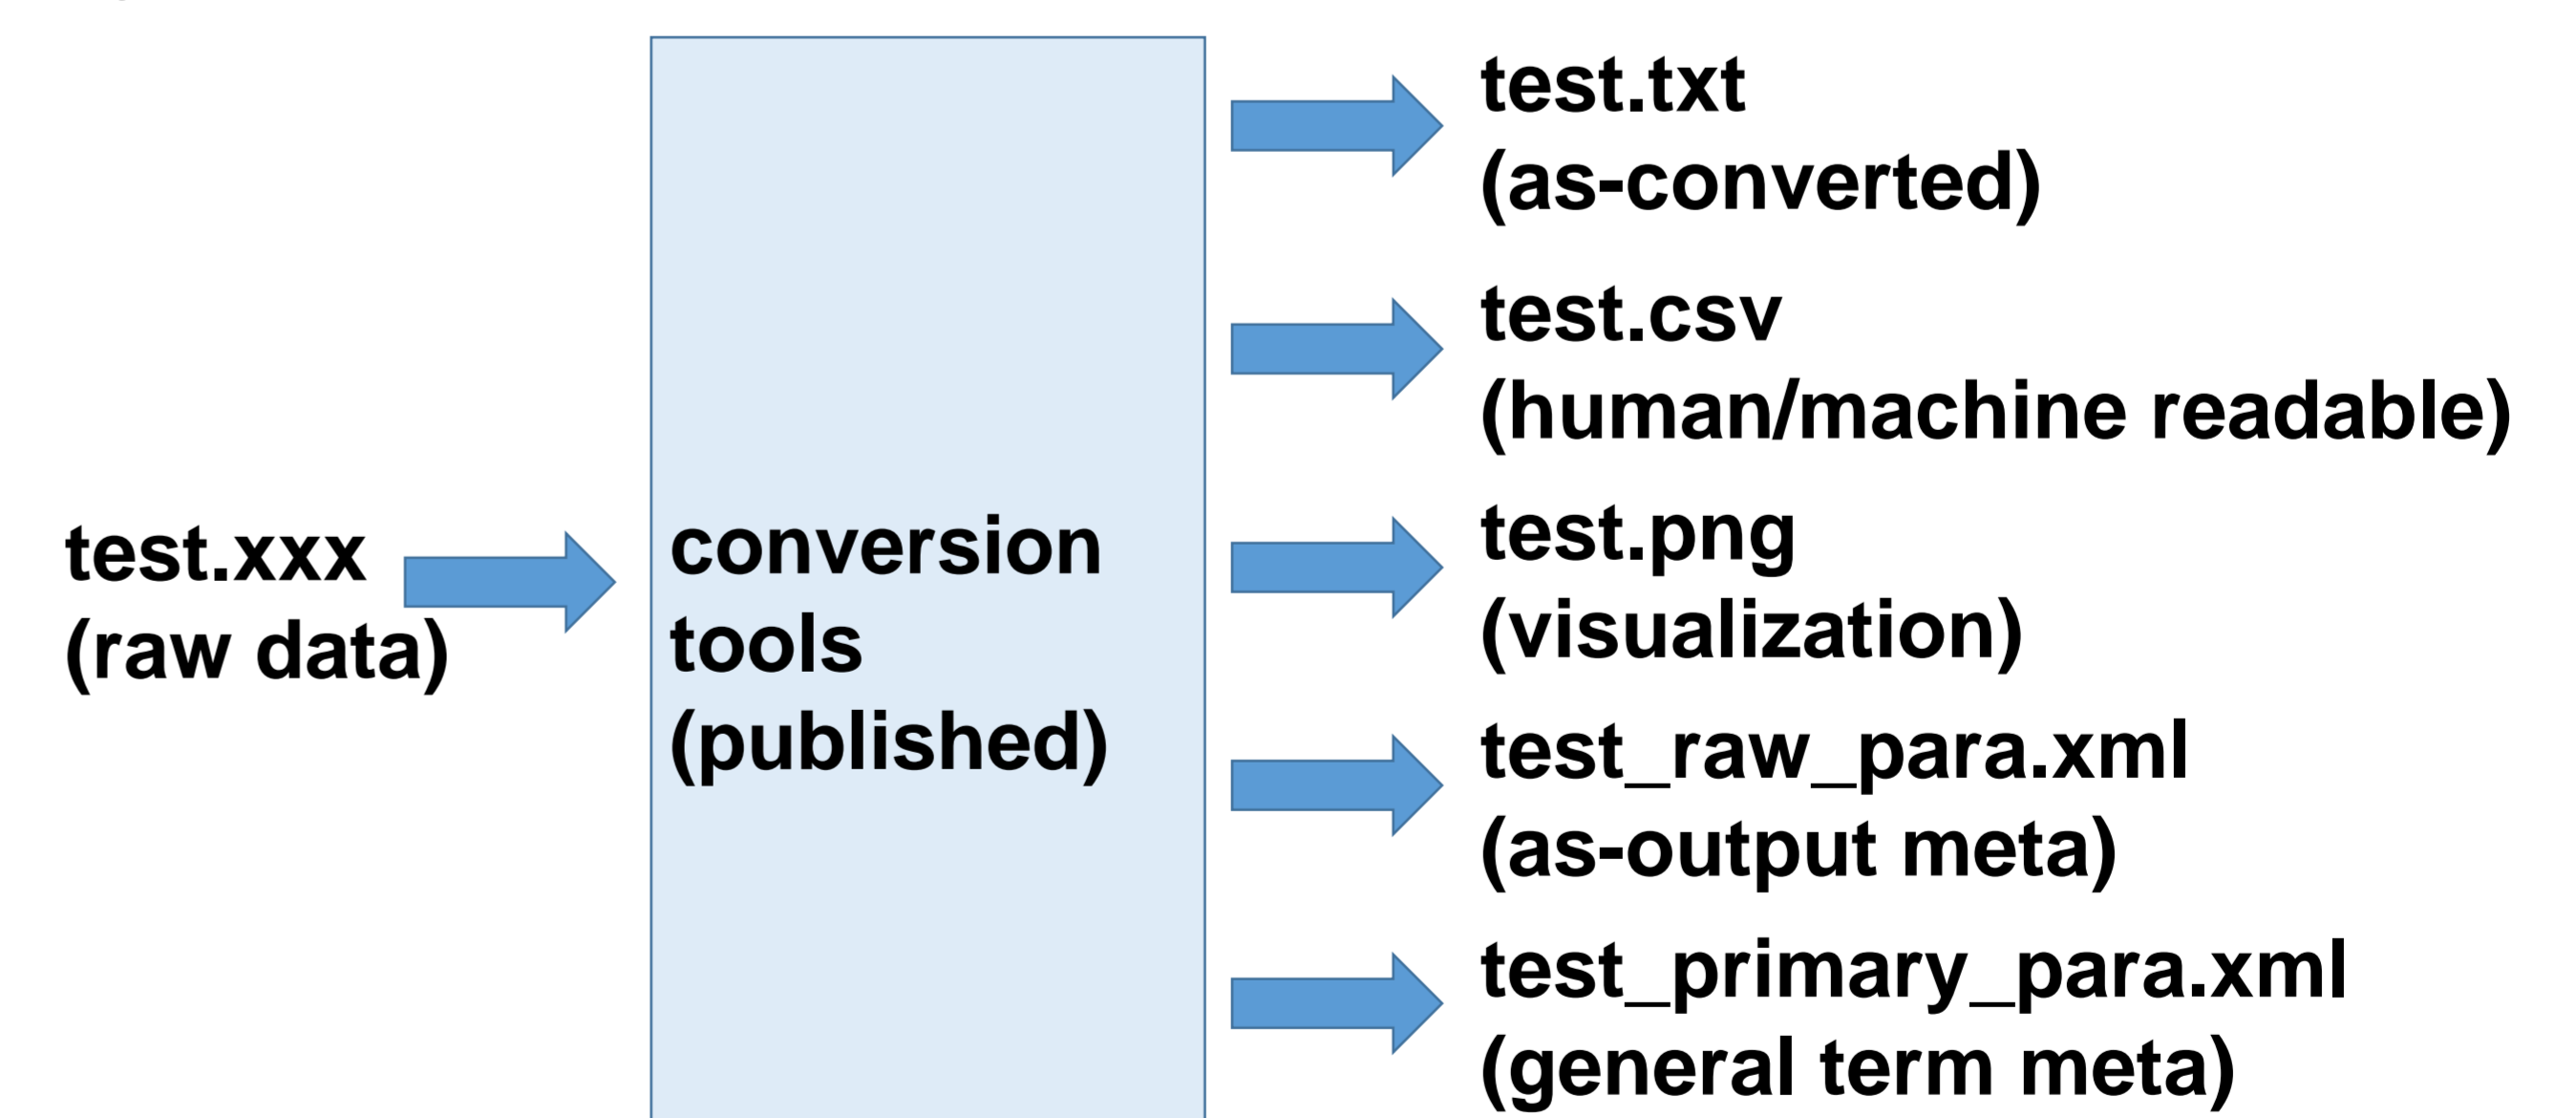 test.xxx
(raw data)
conversion
tools
(published)
test.txt
(as-converted)
test.csv
(human/machine readable)
test.png
(visualization)
test_raw_para.xml
(as-output meta)
test_primary_para.xml
(general term meta)